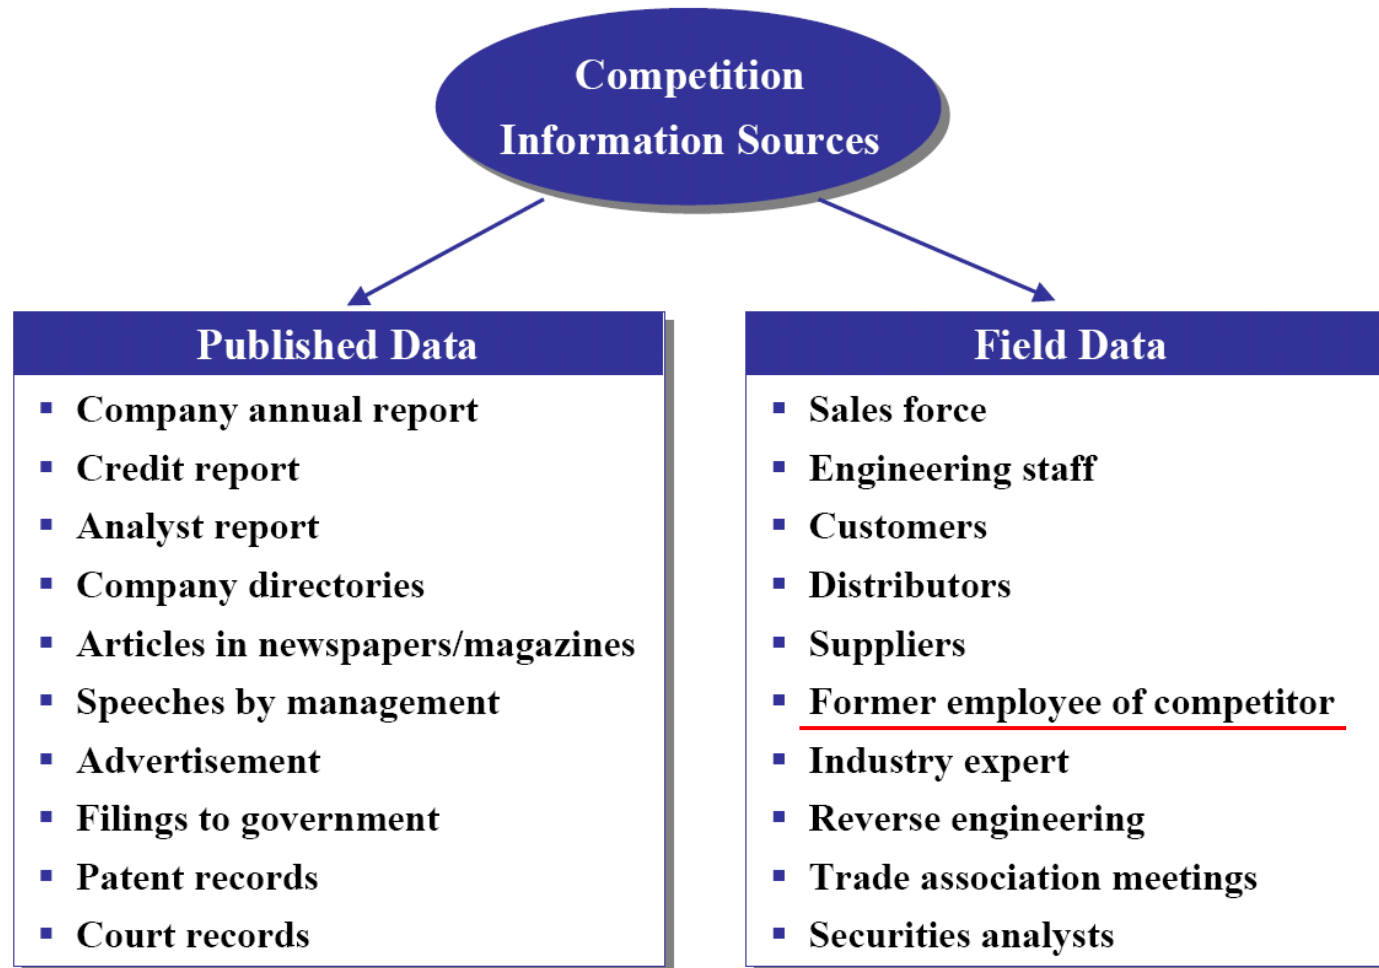 Competition
Information Sources
Published Data
▪ Company annual report
▪ Credit report
▪ Analyst report
▪ Company directories
▪ Articles in newspapers/magazines
▪ Speeches by management
▪ Advertisement
▪ Filings to government
▪ Patent records
▪ Court records
Field Data
▪ Sales force
▪ Engineering staff
▪ Customers
▪ Distributors
▪ Suppliers
▪ Former employee of competitor
▪ Industry expert
▪ Reverse engineering
▪ Trade association meetings
▪ Securities analysts